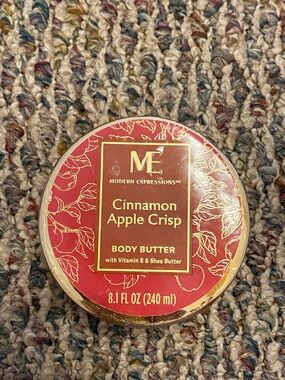 ME
MODERN EXPRESSIONS™
Cinnamon
Apple Crisp
BODY BUTTER
with Vitamin E & Shea Butter
8.1 FL OZ (240 ml)